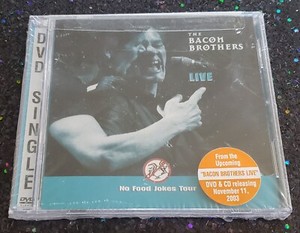 DVD SINGLE
THE
BACON
BROTHERS
LIVE
No Food Jokes Tour
From the
Upcoming
"BACON BROTHERS LIVE"
DVD & CD releasing
November 11,
2003
DVD